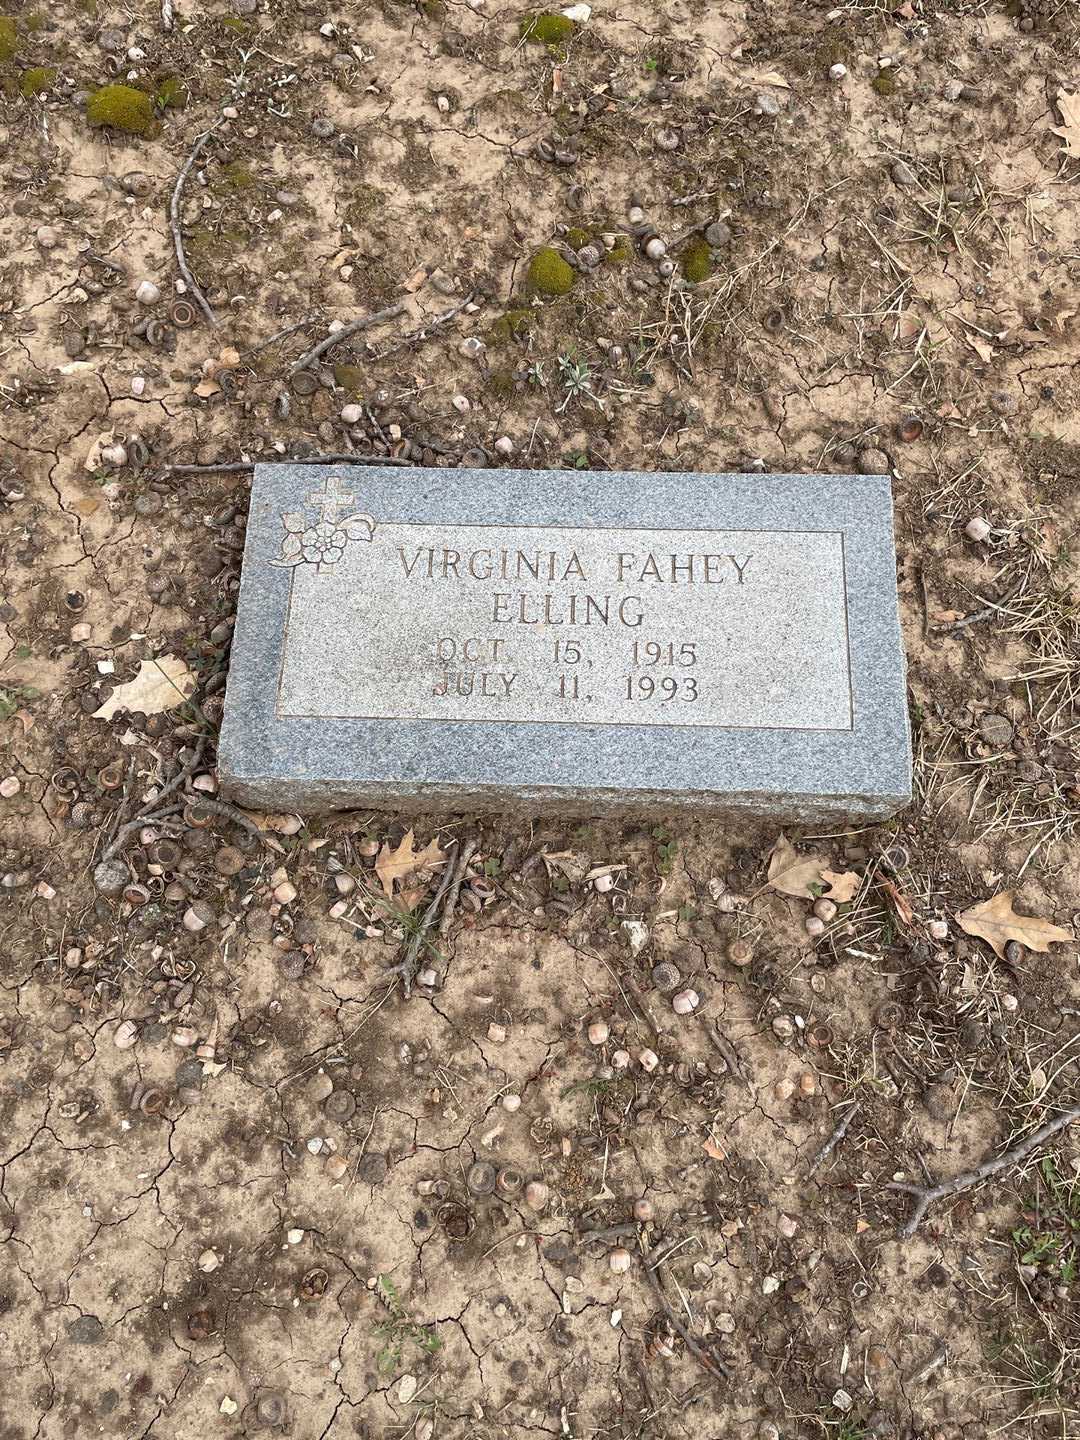 VIRGINIA FAHEY
ELLING
OCT. 15, 1915
JULY 11, 1993